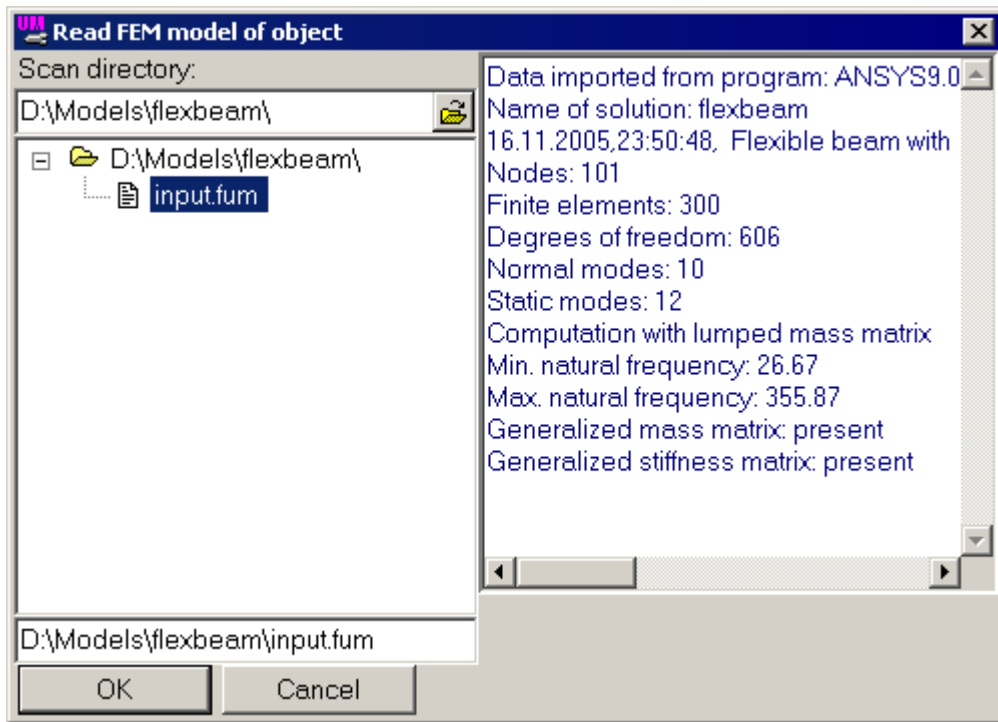 UM Read FEM model of object
Scan directory:
D:\Models\flexbeam\
D:\Models\flexbeam\
input.fum
D:\Models\flexbeam\input.fum
OK Cancel
Data imported from program: ANSYS9.0
Name of solution: flexbeam
16.11.2005,23:50:48, Flexible beam with
Nodes: 101
Finite elements: 300
Degrees of freedom: 606
Normal modes: 10
Static modes: 12
Computation with lumped mass matrix
Min. natural frequency: 26.67
Max. natural frequency: 355.87
Generalized mass matrix: present
Generalized stiffness matrix: present